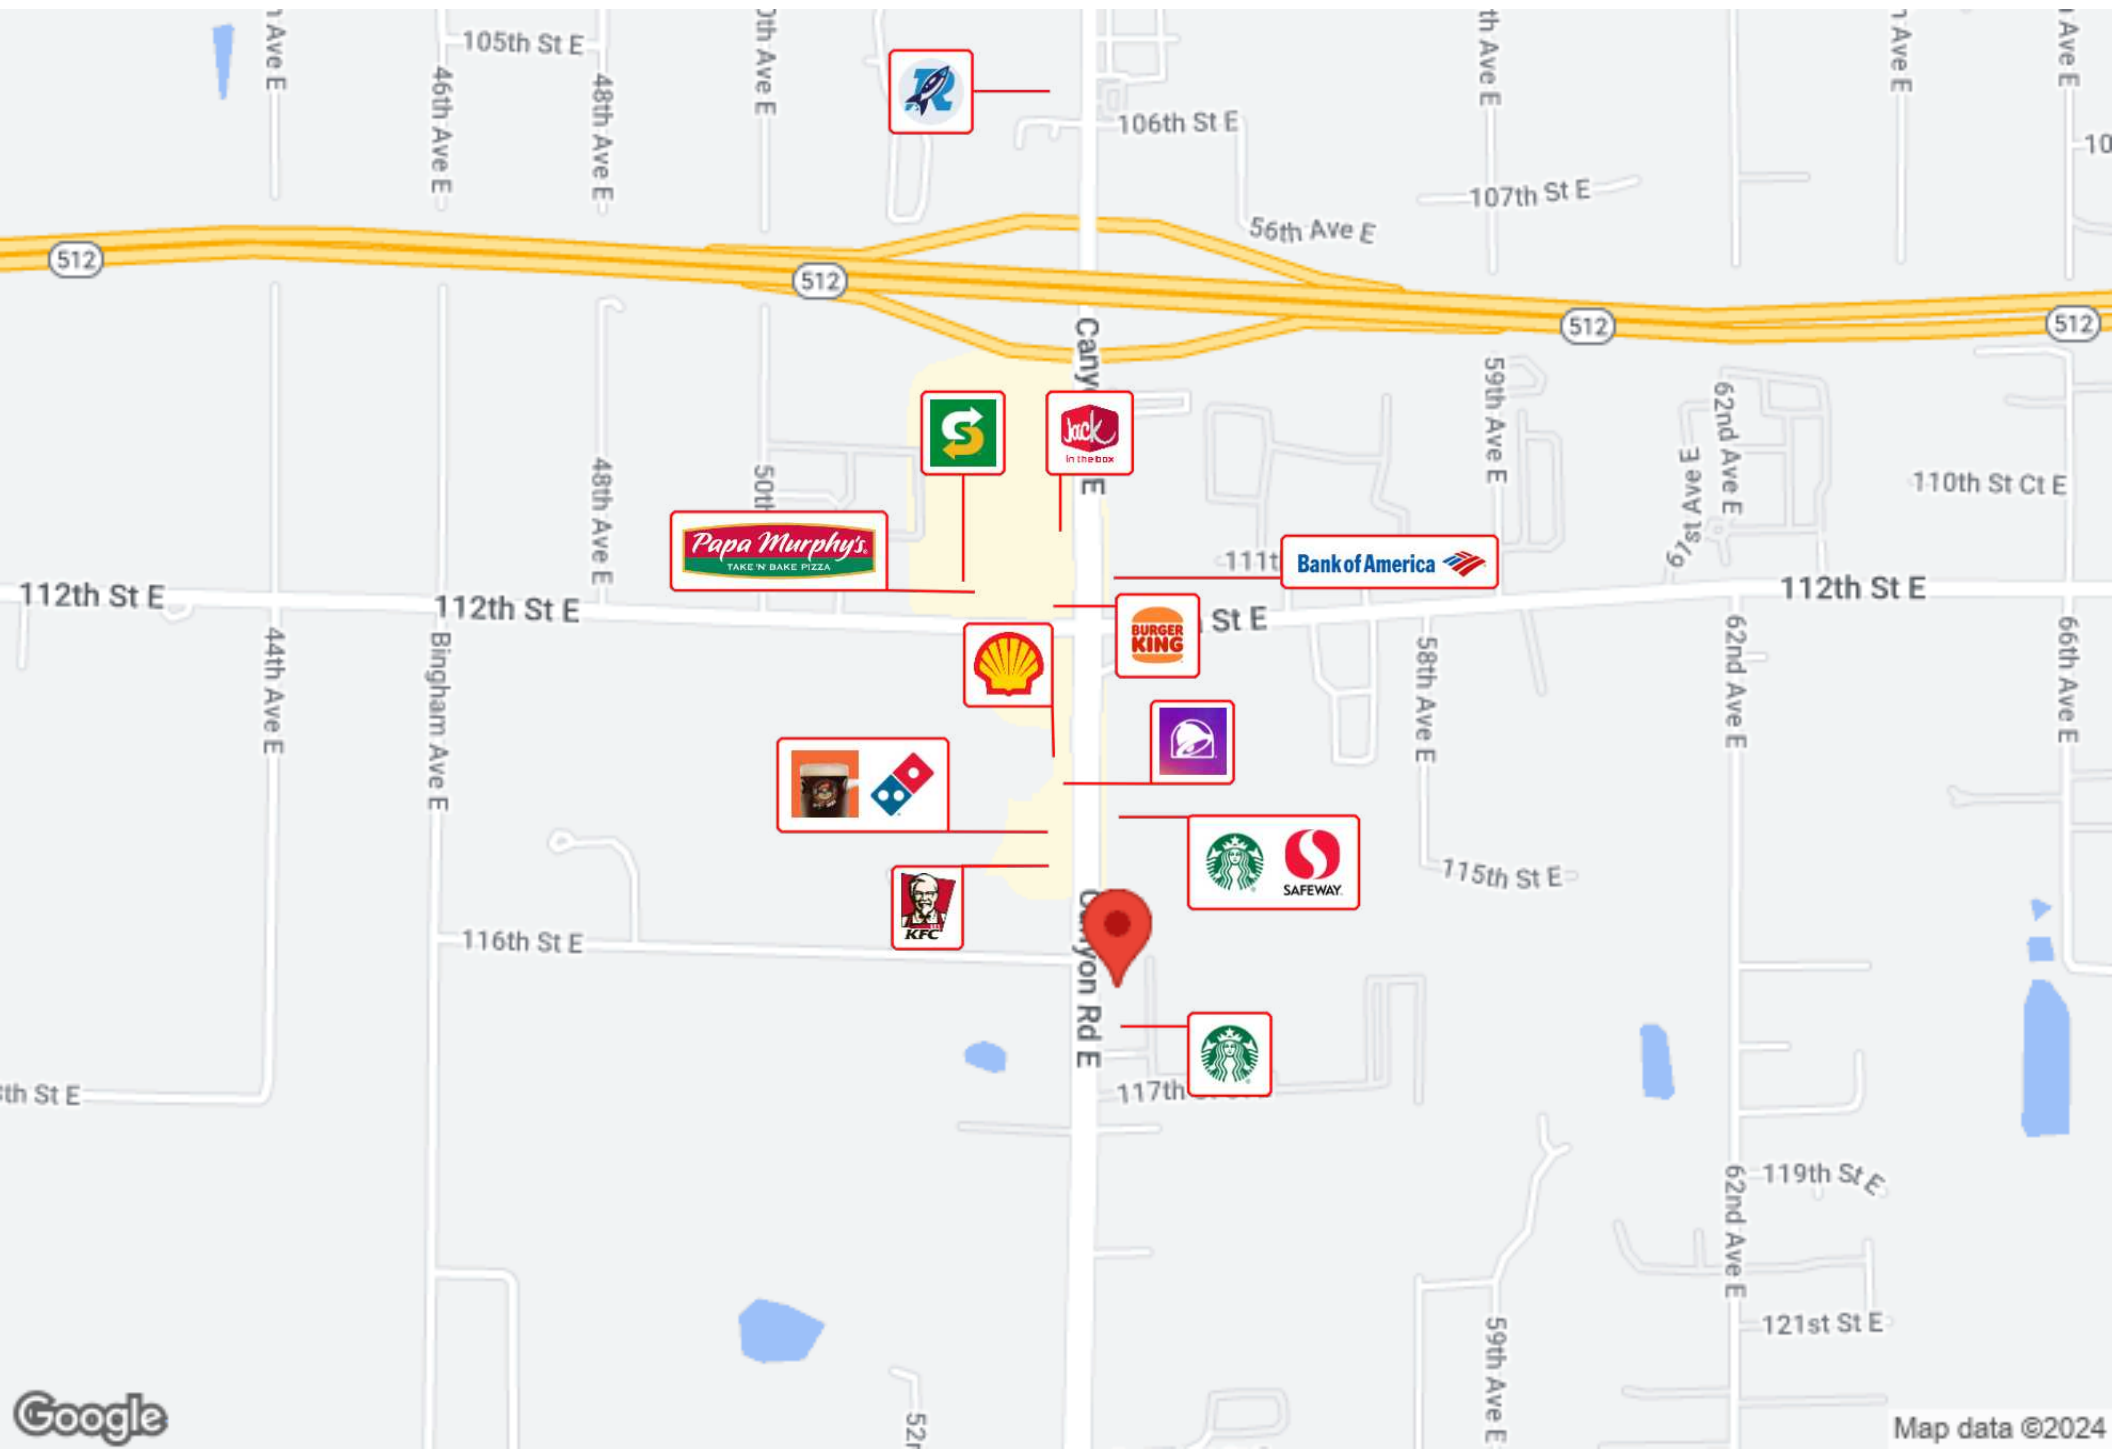 h Ave E
105th St E
46th Ave E
48th Ave E
0th Ave E
R
106th St E
th Ave E
107th St E
56th Ave E
h Ave E
Ave E
10
512
512
512
512
Canyo
E
Jack
in the box
48th Ave E
50th
59th Ave E
62nd Ave E
61st Ave E
110th St Ct E
Papa Murphy's
TAKE 'N' BAKE PIZZA
111t
Bank of America
112th St E
112th St E
St E
112th St E
BURGER
KING
44th Ave E
Bingham Ave E
58th Ave E
62nd Ave E
66th Ave E
SAFEWAY
115th St E
KFC
116th St E
Canyon Rd E
th St E
117th
119th St E
62nd Ave E
121st St E
59th Ave E
52n
Google
Map data ©2024